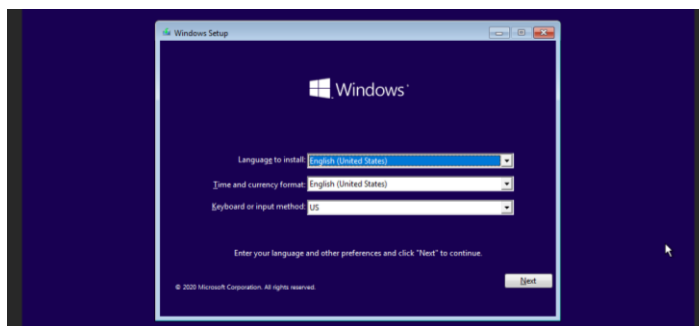 Windows Setup
Windows
Language to install: English (United States)
Time and currency format: English (United States)
Keyboard or input method: US
Enter your language and other preferences and click "Next" to continue.
© 2020 Microsoft Corporation. All rights reserved.
Next